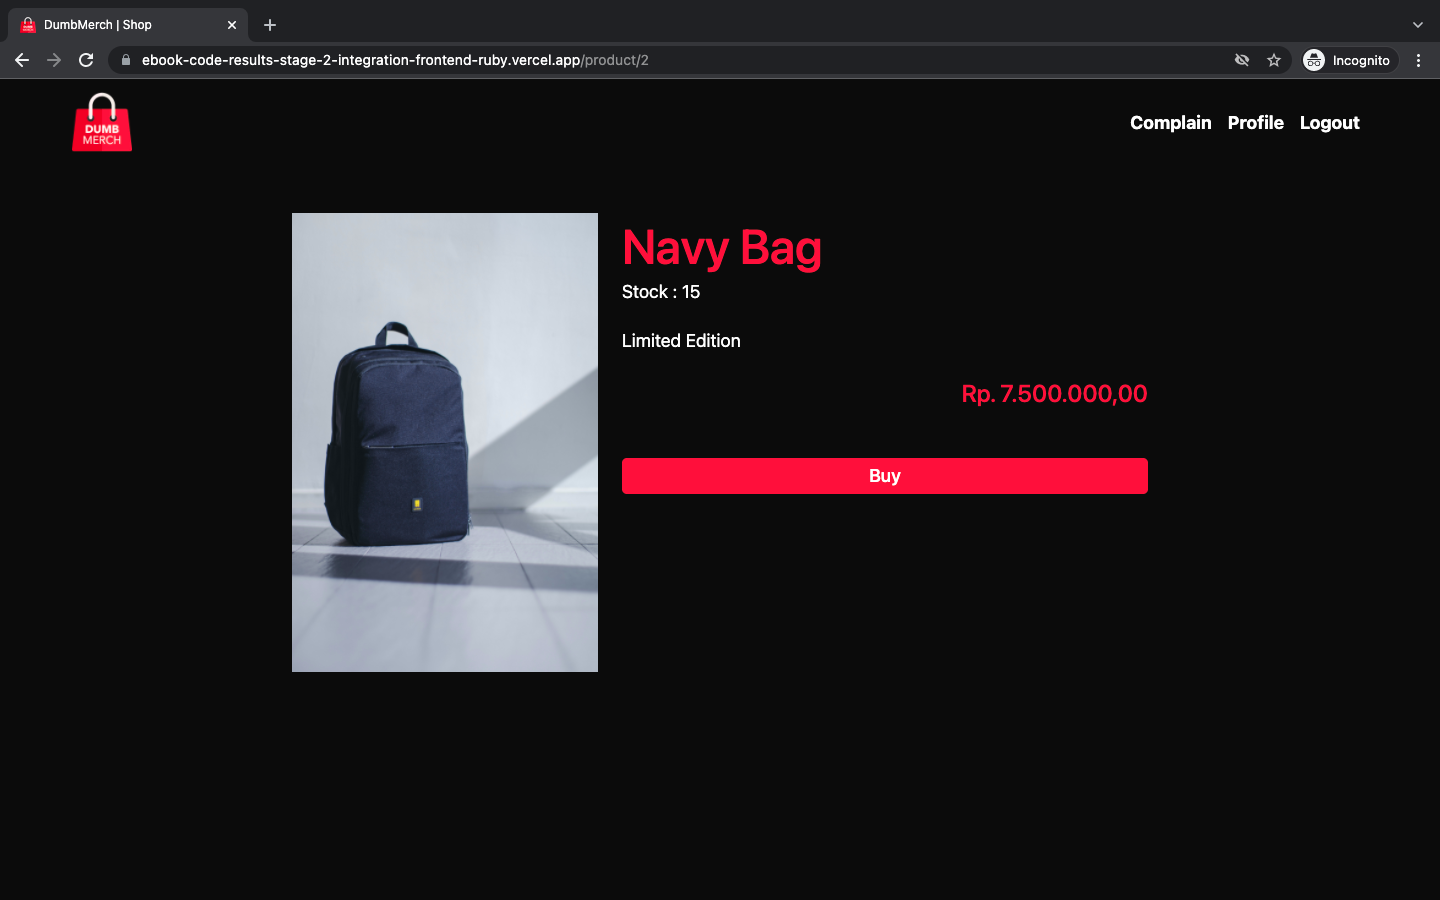 DumbMerch | Shop
ebook-code-results-stage-2-integration-frontend-ruby.vercel.app/product/2
Incognito
DUMB
MERCH
Complain Profile Logout
Navy Bag
Stock : 15
Limited Edition
Rp. 7.500.000,00
Buy